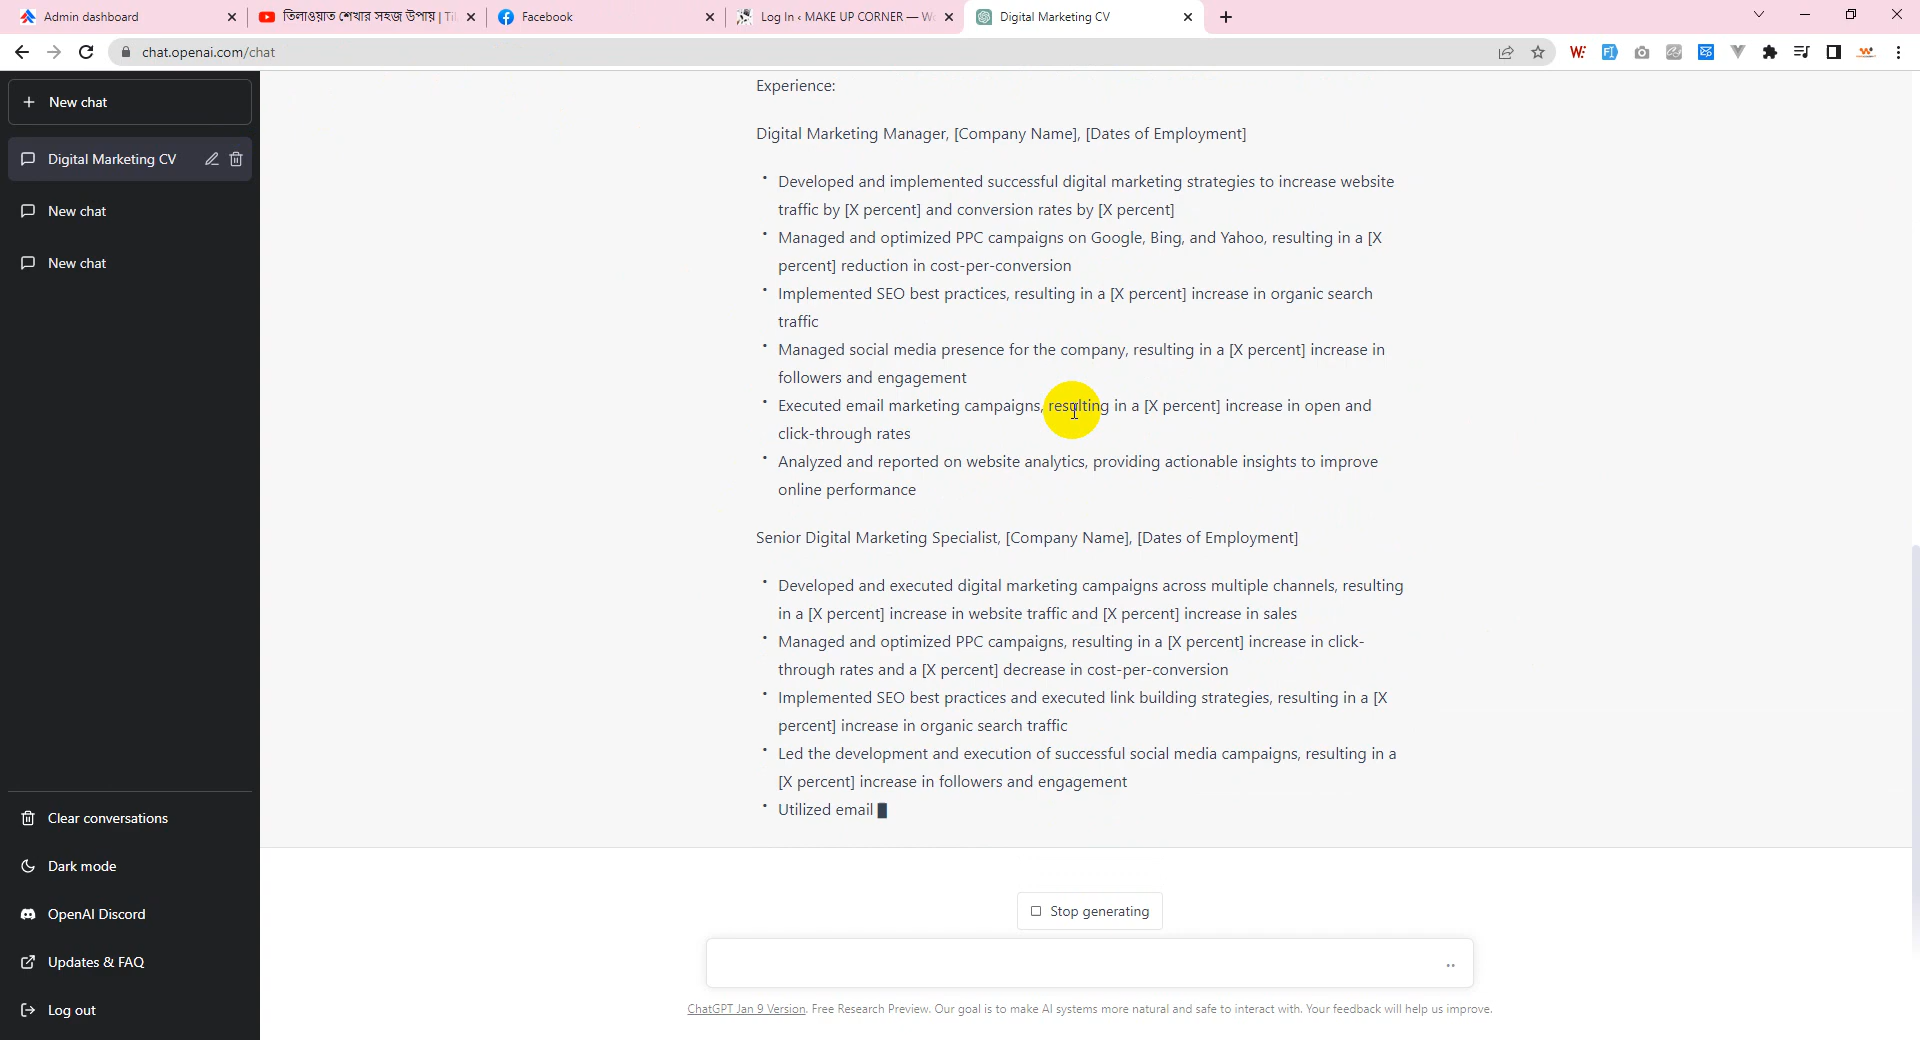 Admin dashboard
তিলাওয়াত শেখার সহজ উপায় | Til
Facebook
Log In ‹ MAKE UP CORNER — Wo
Digital Marketing CV
chat.openai.com/chat
New chat
Digital Marketing CV
New chat
New chat
Clear conversations
Dark mode
OpenAI Discord
Updates & FAQ
Log out
Experience:
Digital Marketing Manager, [Company Name], [Dates of Employment]
• Developed and implemented successful digital marketing strategies to increase website
traffic by [X percent] and conversion rates by [X percent]
• Managed and optimized PPC campaigns on Google, Bing, and Yahoo, resulting in a [X
percent] reduction in cost-per-conversion
• Implemented SEO best practices, resulting in a [X percent] increase in organic search
traffic
• Managed social media presence for the company, resulting in a [X percent] increase in
followers and engagement
• Executed email marketing campaigns, resulting in a [X percent] increase in open and
click-through rates
• Analyzed and reported on website analytics, providing actionable insights to improve
online performance
Senior Digital Marketing Specialist, [Company Name], [Dates of Employment]
• Developed and executed digital marketing campaigns across multiple channels, resulting
in a [X percent] increase in website traffic and [X percent] increase in sales
• Managed and optimized PPC campaigns, resulting in a [X percent] increase in click-
through rates and a [X percent] decrease in cost-per-conversion
• Implemented SEO best practices and executed link building strategies, resulting in a [X
percent] increase in organic search traffic
• Led the development and execution of successful social media campaigns, resulting in a
[X percent] increase in followers and engagement
• Utilized email
Stop generating
ChatGPT Jan 9 Version. Free Research Preview. Our goal is to make AI systems more natural and safe to interact with. Your feedback will help us improve.